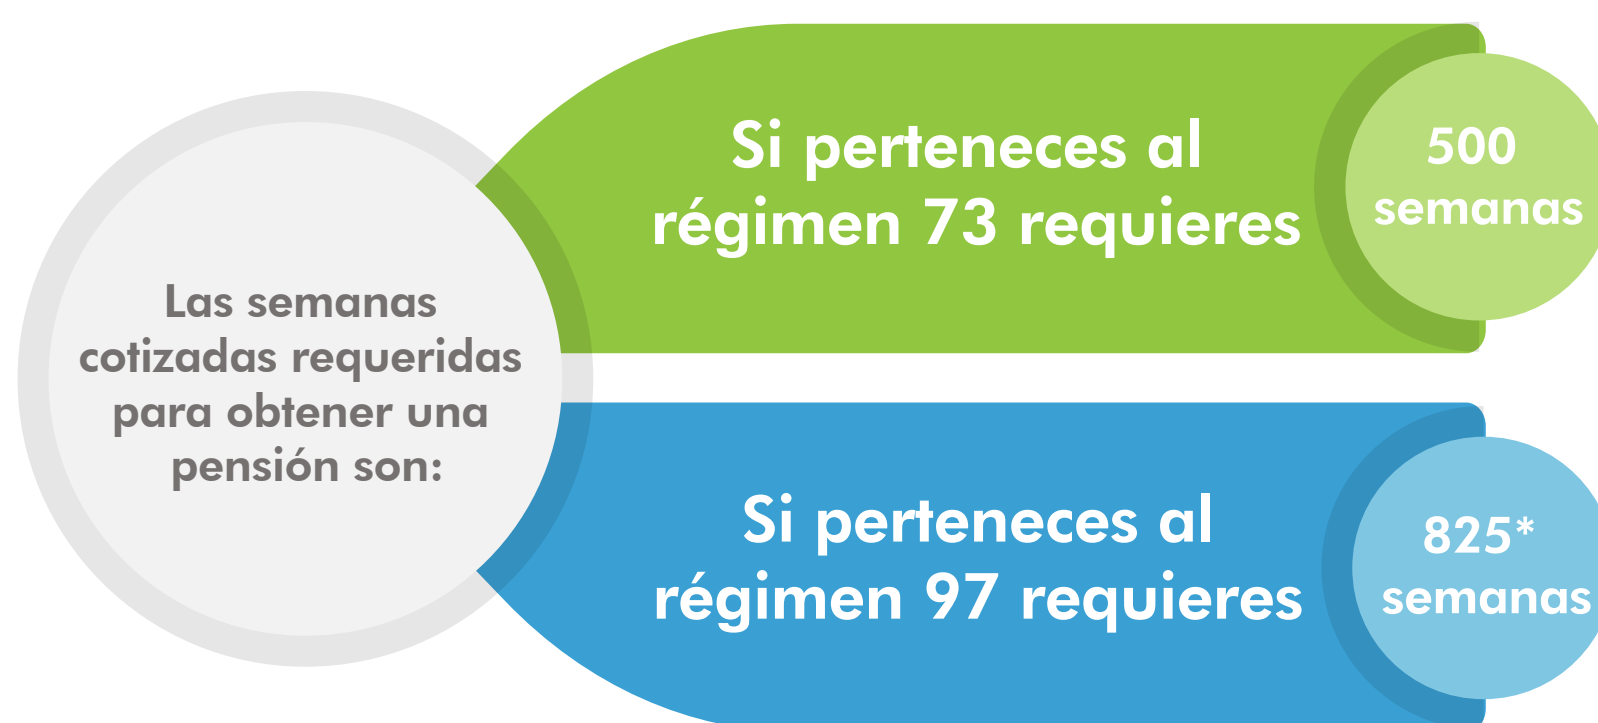 Las semanas
cotizadas requeridas
para obtener una
pensión son:
Si perteneces al
régimen 73 requieres
500
semanas
Si perteneces al
régimen 97 requieres
825*
semanas